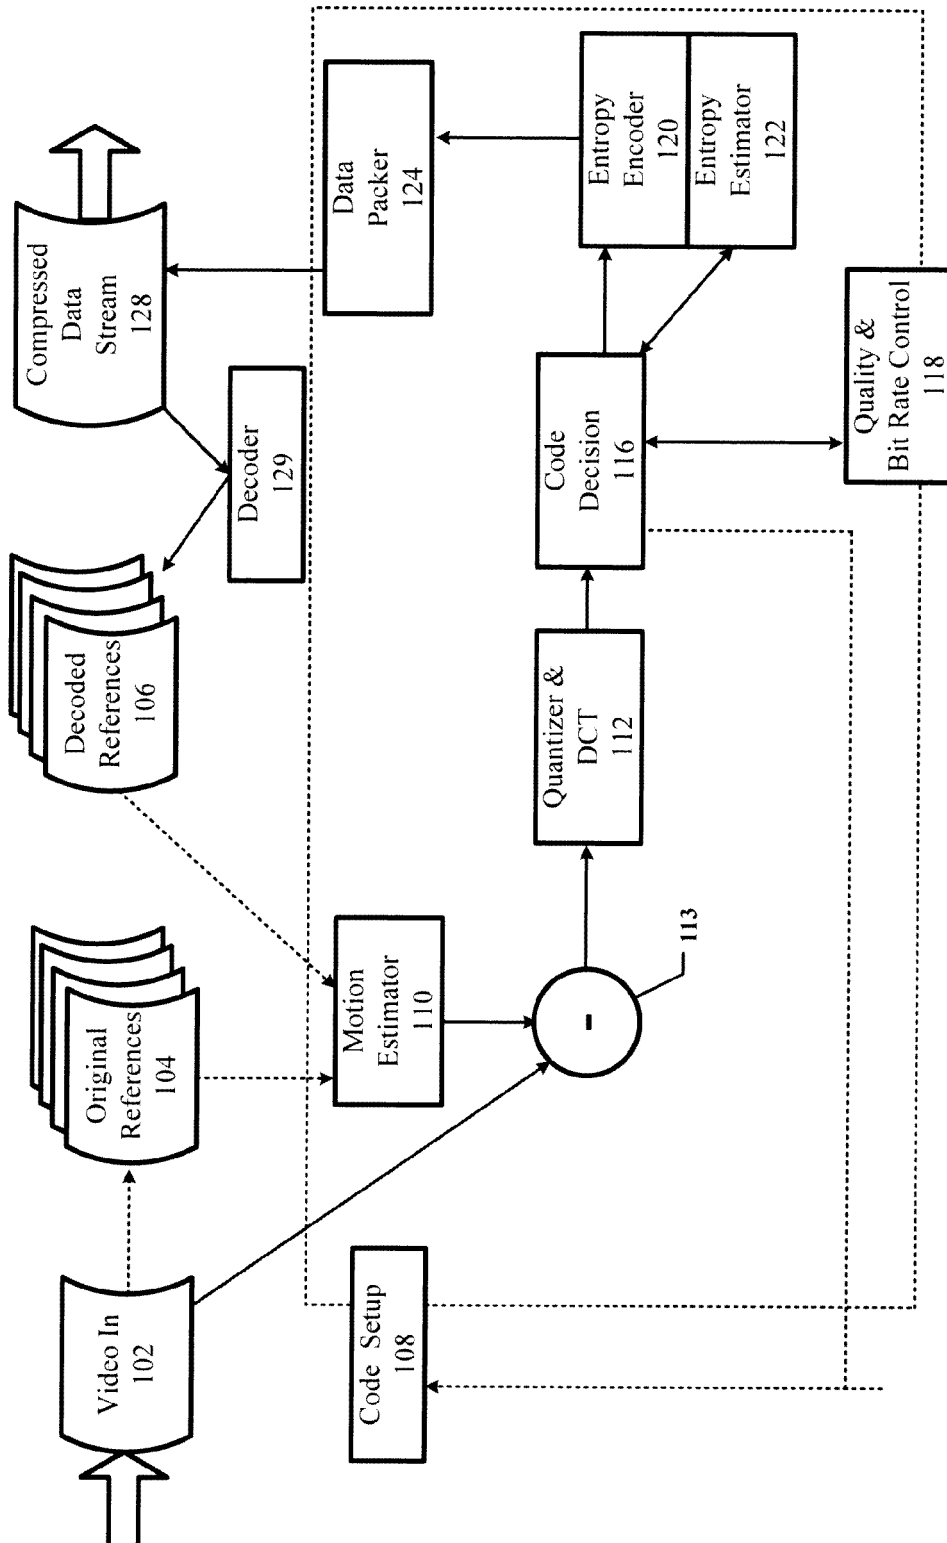 Video In
102
Original
References
104
Decoded
References
106
Compressed
Data
Stream
128
Decoder
129
Code Setup
108
Motion
Estimator
110
Data
Packer
124
-
113
Quantizer &
DCT
112
Code
Decision
116
Entropy
Encoder
120
Entropy
Estimator
122
Quality &
Bit Rate Control
118